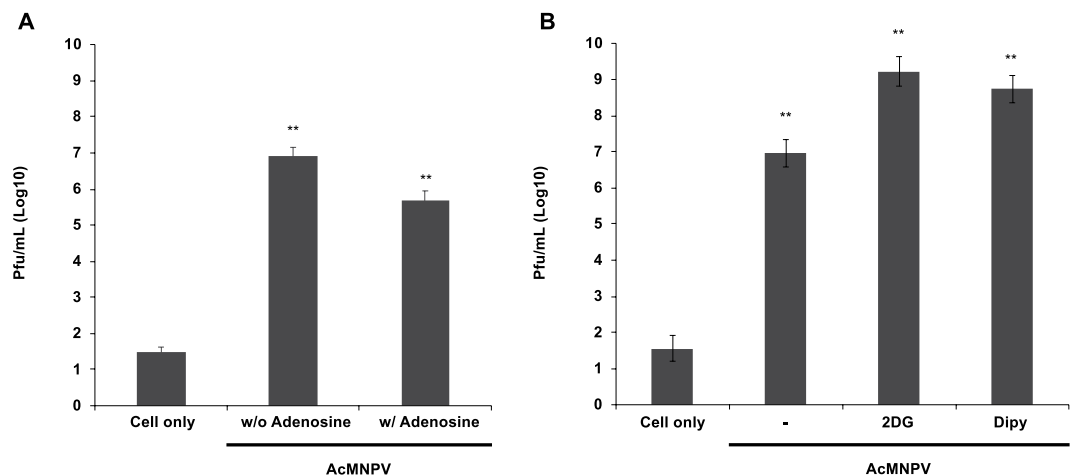 A
Pfu/mL (Log10)
10
9
8
7
6
5
4
3
2
1
0
**
**
Cell only
w/o Adenosine
w/ Adenosine
AcMNPV
B
Pfu/mL (Log10)
10
9
8
7
6
5
4
3
2
1
0
**
**
**
Cell only
-
2DG
Dipy
AcMNPV